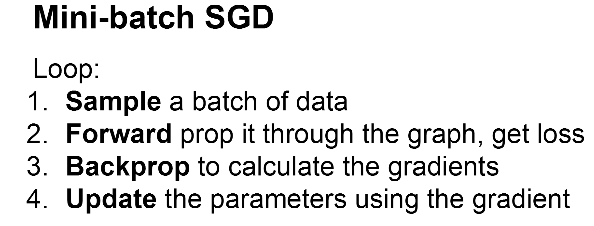 Mini-batch SGD
Loop:
1. Sample a batch of data
2. Forward prop it through the graph, get loss
3. Backprop to calculate the gradients
4. Update the parameters using the gradient